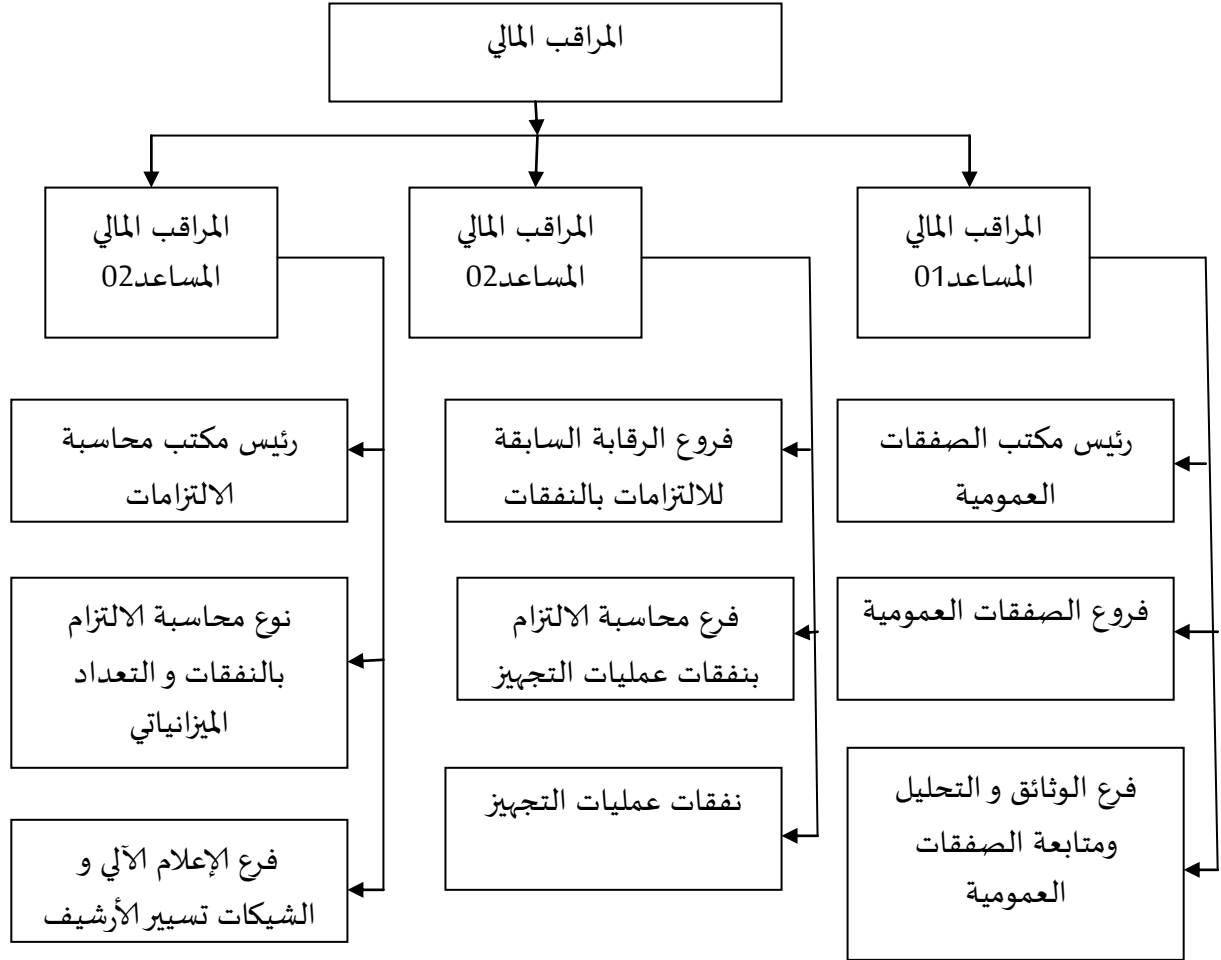 المراقب المالي
المراقب المالي
المساعد01
المراقب المالي
المساعد02
المراقب المالي
المساعد02
رئيس مكتب الصفقات
العمومية
فروع الرقابة السابقة
للالتزامات بالنفقات
رئيس مكتب محاسبة
الالتزامات
فروع الصفقات العمومية
فرع محاسبة الالتزام
بنفقات عمليات التجهيز
نوع محاسبة الالتزام
بالنفقات و التعداد
الميزانياتي
فرع الوثائق و التحليل
ومتابعة الصفقات
العمومية
نفقات عمليات التجهيز
فرع الإعلام الآلي و
الشيكات تسيير الأرشيف